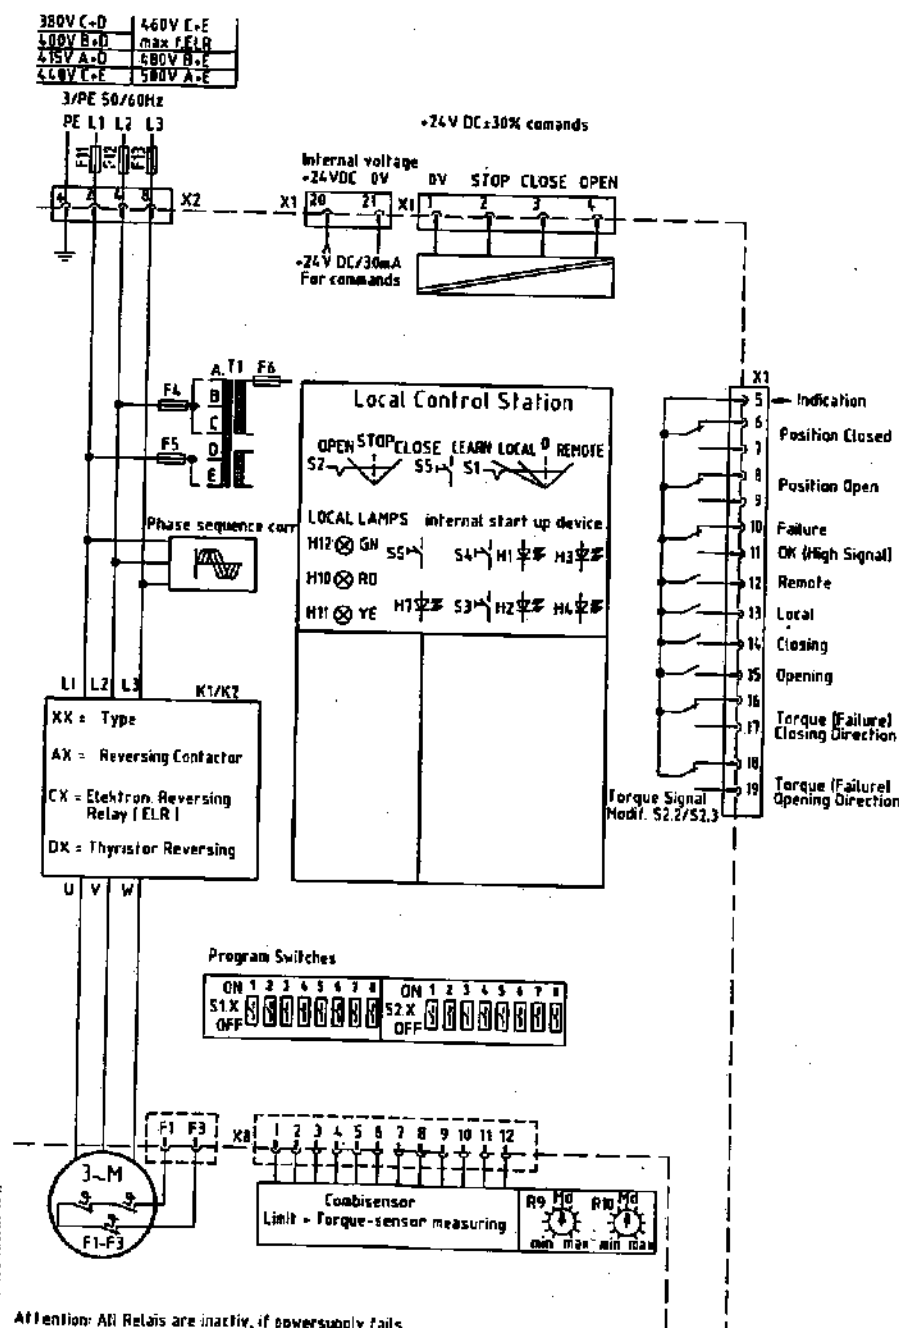 380V C+D 460V C+E
400V B+D max f.ELR
415V A+D 480V B+E
440V C+E 500V A+E
3/PE 50/60Hz
PE L1 L2 L3
F11 F12 F13
X2
+24V DC±30% comands
Internal voltage
+24VDC 0V
0V STOP CLOSE OPEN
X1 20 21 X1 1 2 3 4
+24V DC/30mA
For commands
A. T1 F6
F4 B
C
F5 D
E
Phase sequence corr
Local Control Station
OPEN STOP CLOSE LEARN LOCAL 0 REMOTE
S2 S5 S1
LOCAL LAMPS internal start up device
H12 GN S5 S4 H1 H3
H10 RD
H11 YE H7 S3 H2 H4
X1
5 Indication
6
Position Closed
7
8
Position Open
9
10 Failure
11 OK (High Signal)
12 Remote
13 Local
14 Closing
15 Opening
16
17 Torque (Failure)
Closing Direction
18
19 Torque (Failure)
Opening Direction
Torque Signal
Modif. S2.2/S2.3
L1 L2 L3 K1/K2
XX = Type
AX = Reversing Contactor
CX = Elektron. Reversing
Relay [ELR]
DX = Thyristor Reversing
U V W
Program Switches
ON 1 2 3 4 5 6 7 8
S1.X
OFF
ON 1 2 3 4 5 6 7 8
S2.X
OFF
F1 F3
X8 1 2 3 4 5 6 7 8 9 10 11 12
3~M
F1-F3
Combisensor
Limit + Torque-sensor measuring
R9 Md R10 Md
min max min max
Attention: All Relais are inactiv, if powersupply fails